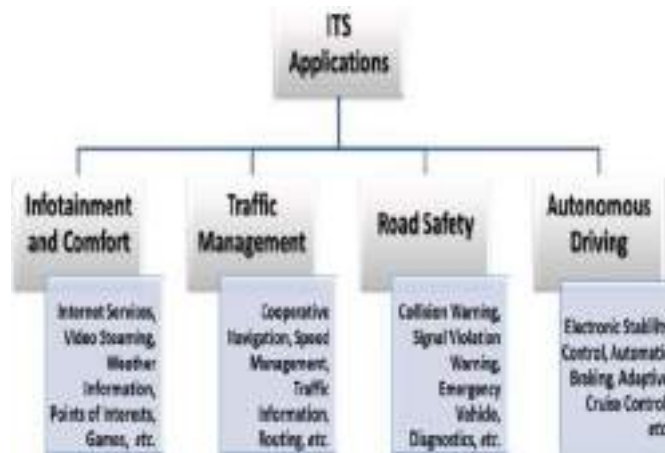 ITS
Applications
Infotainment
and Comfort
Traffic
Management
Road Safety
Autonomous
Driving
Internet Services,
Video Steaming,
Weather
Information,
Points of Interests,
Games, etc.
Cooperative
Navigation, Speed
Management,
Traffic
Information,
Routing, etc.
Collision Warning,
Signal Violation
Warning,
Emergency
Vehicle,
Diagnostics, etc.
Electronic Stability
Control, Automatic
Braking, Adaptive
Cruise Control,
etc.